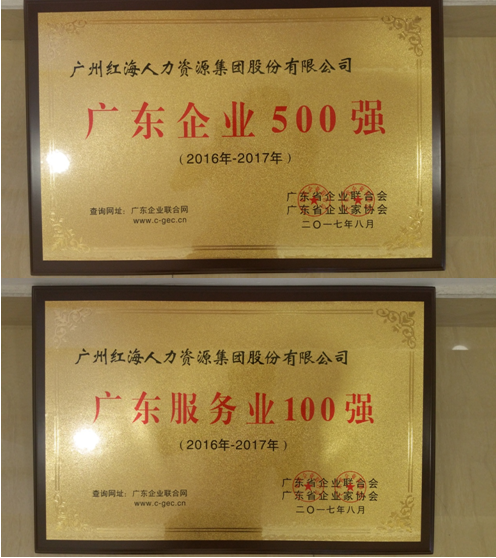 广州红海人力资源集团股份有限公司
广东企业500强
(2016年-2017年)
查询网址：广东企业联合网
www.c-gec.cn
广东省企业联合会
广东省企业家协会
二〇一七年八月
广州红海人力资源集团股份有限公司
广东服务业100强
(2016年-2017年)
查询网址：广东企业联合网
www.c-gec.cn
广东省企业联合会
广东省企业家协会
二〇一七年八月